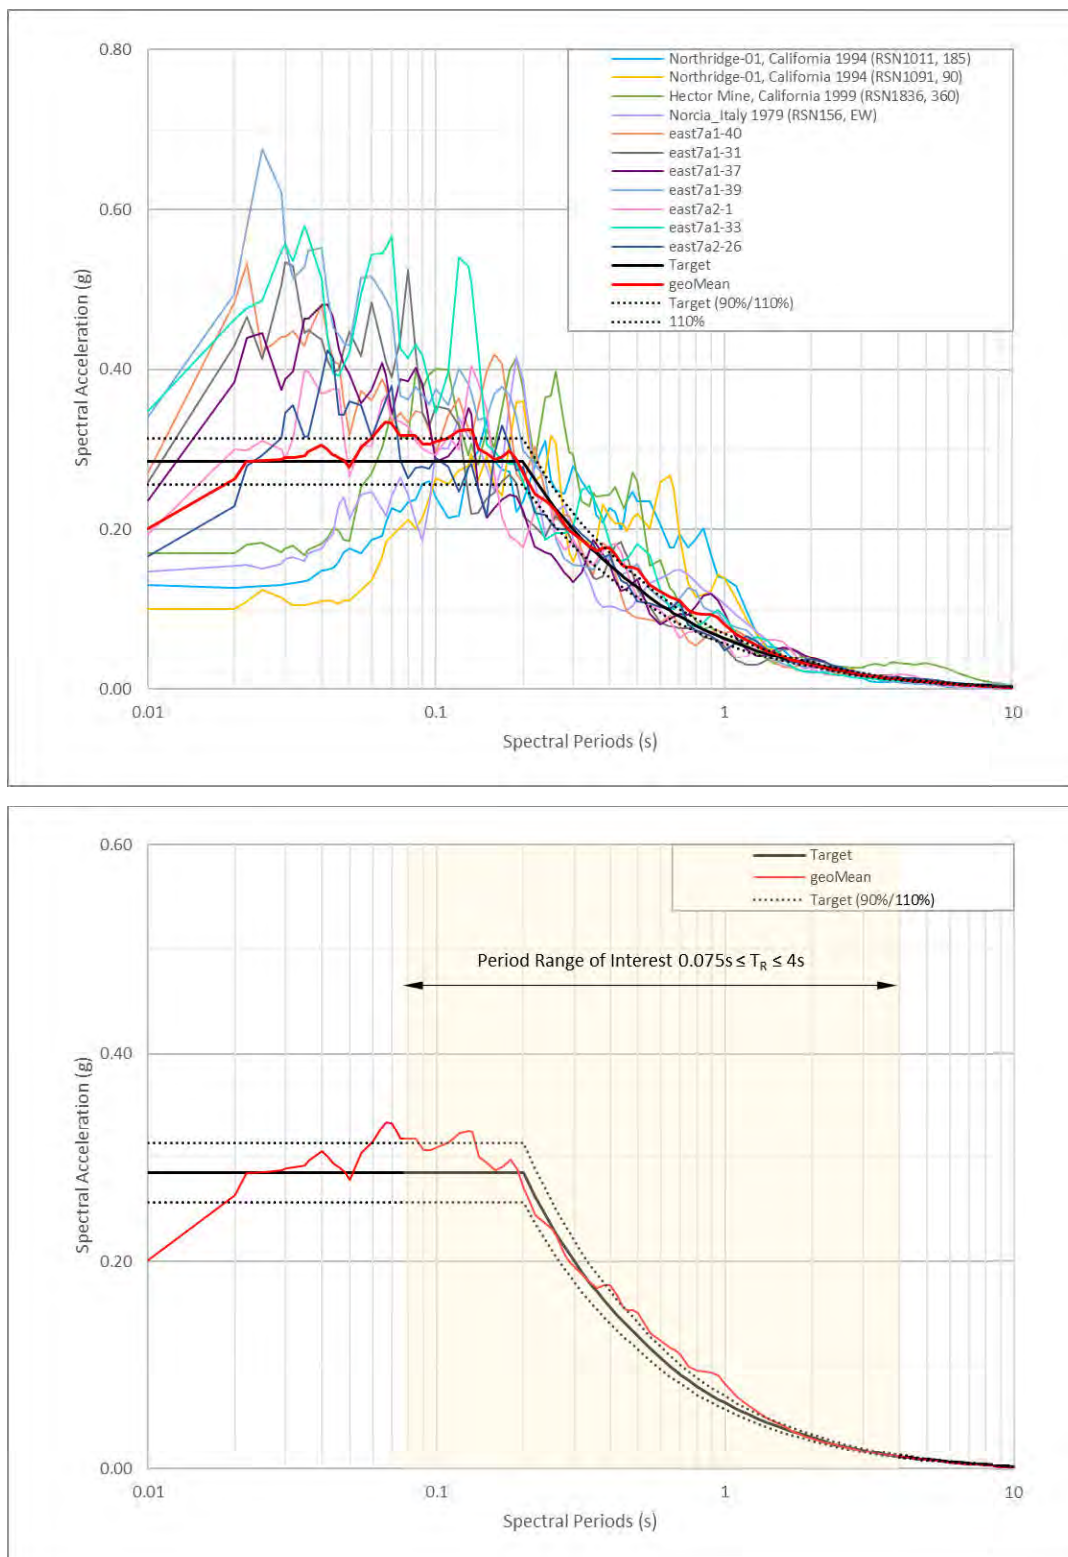 0.80
0.60
0.40
0.20
0.00
Spectral Acceleration (g)
Northridge-01, California 1994 (RSN1011, 185)
Northridge-01, California 1994 (RSN1091, 90)
Hector Mine, California 1999 (RSN1836, 360)
Norcia_Italy 1979 (RSN156, EW)
east7a1-40
east7a1-31
east7a1-37
east7a1-39
east7a2-1
east7a1-33
east7a2-26
Target
geoMean
Target (90%/110%)
110%
0.01
0.1
1
10
Spectral Periods (s)
0.60
0.40
0.20
0.00
Spectral Acceleration (g)
Target
geoMean
Target (90%/110%)
Period Range of Interest 0.075s ≤ TR ≤ 4s
0.01
0.1
1
10
Spectral Periods (s)